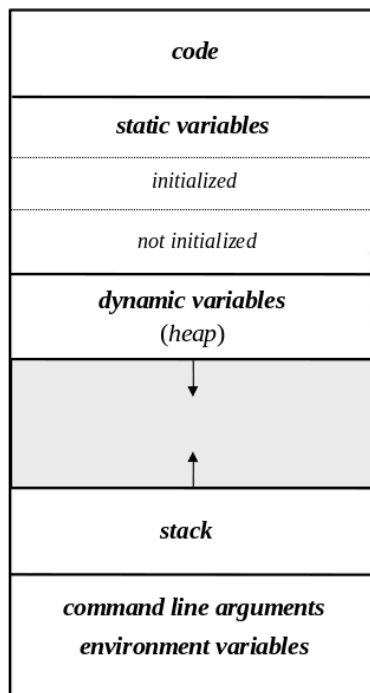 code
static variables
initialized
not initialized
dynamic variables
(heap)
stack
command line arguments
environment variables